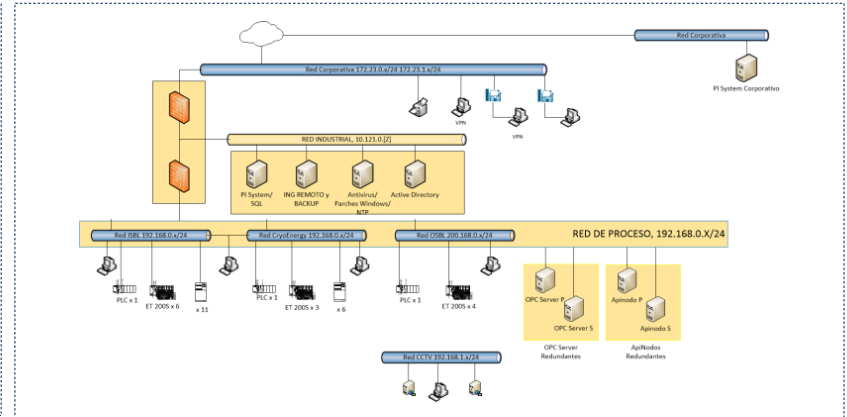 Red Corporativa
Red Corporativa 172.23.0.x/24 172.23.1.x/24
PI System Corporativo
VPN
VPN
RED INDUSTRIAL, 10.121.0.[Z]
PI System/
SQL
ING REMOTO y
BACKUP
Antivirus/
Parches Windows/
NTP
Active Directory
RED DE PROCESO, 192.168.0.X/24
Red ISBL 192.168.0.x/24
Red CryoEnergy 192.168.0.x/24
Red OSBL 200.168.0.x/24
PLC x 1
ET 200S x 6
x 11
PLC x 1
ET 200S x 3
x 6
PLC x 1
ET 200S x 4
OPC Server P
OPC Server S
OPC Server
Redundantes
Apinodo P
Apinodo S
ApiNodos
Redundantes
Red CCTV 192.168.1.x/24